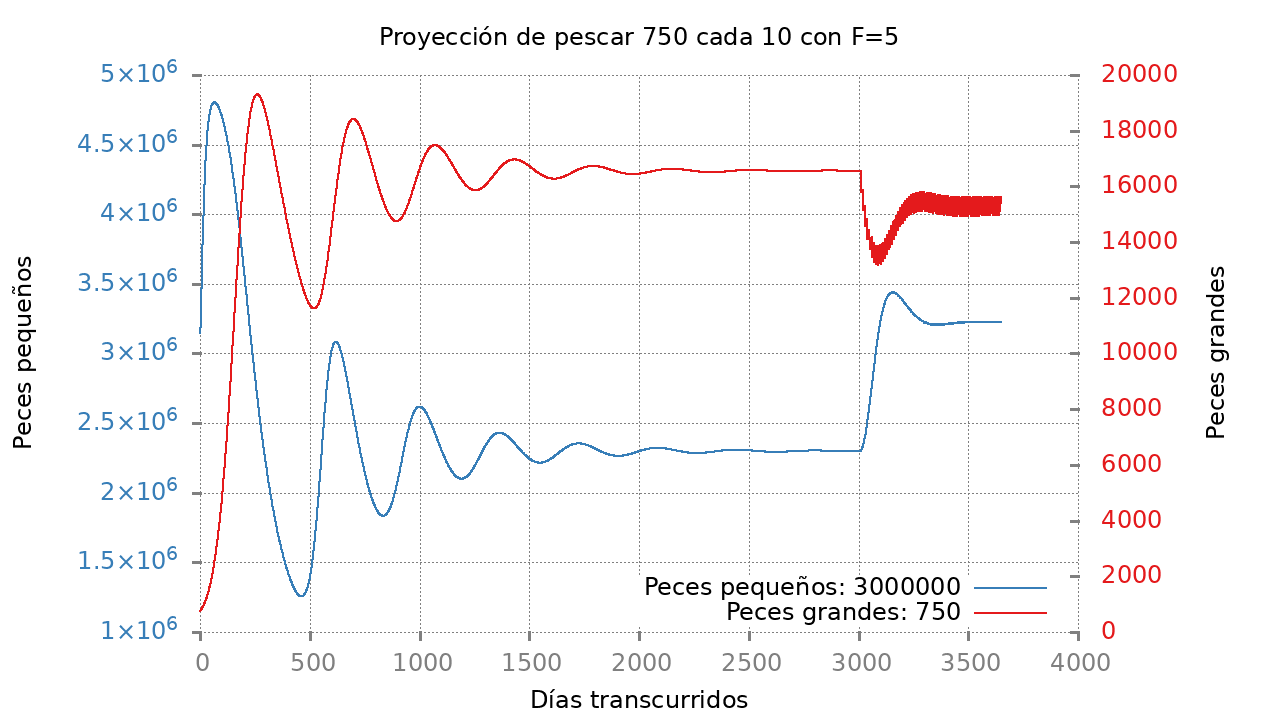 Proyección de pescar 750 cada 10 con F=5
5×10⁶
4.5×10⁶
4×10⁶
3.5×10⁶
3×10⁶
2.5×10⁶
2×10⁶
1.5×10⁶
1×10⁶
Peces pequeños
20000
18000
16000
14000
12000
10000
8000
6000
4000
2000
0
Peces grandes
Peces pequeños: 3000000
Peces grandes: 750
0 500 1000 1500 2000 2500 3000 3500 4000
Días transcurridos